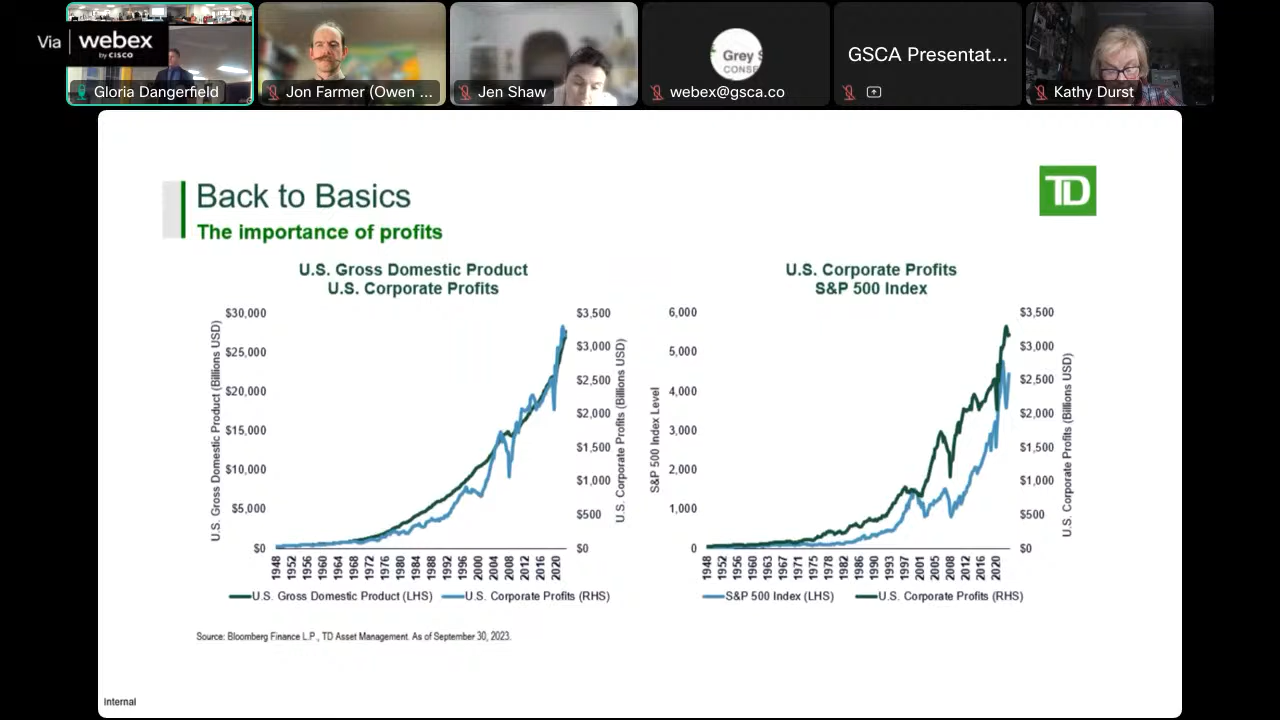 Via webex
by CISCO
Gloria Dangerfield
Jon Farmer (Owen ...
Jen Shaw
Grey S
CONSE
webex@gsca.co
GSCA Presentat...
Kathy Durst
Back to Basics
The importance of profits
TD
U.S. Gross Domestic Product
U.S. Corporate Profits
U.S. Gross Domestic Product (Billions USD)
$30,000
$25,000
$20,000
$15,000
$10,000
$5,000
$0
$3,500
$3,000
$2,500
$2,000
$1,500
$1,000
$500
$0
U.S. Corporate Profits (Billions USD)
1948 1952 1956 1960 1964 1968 1972 1976 1980 1984 1988 1992 1996 2000 2004 2008 2012 2016 2020
U.S. Gross Domestic Product (LHS) U.S. Corporate Profits (RHS)
U.S. Corporate Profits
S&P 500 Index
S&P 500 Index Level
6,000
5,000
4,000
3,000
2,000
1,000
0
$3,500
$3,000
$2,500
$2,000
$1,500
$1,000
$500
$0
U.S. Corporate Profits (Billions USD)
1948 1952 1956 1960 1963 1967 1971 1975 1978 1982 1986 1990 1993 1997 2001 2005 2008 2012 2016 2020
S&P 500 Index (LHS) U.S. Corporate Profits (RHS)
Source: Bloomberg Finance L.P., TD Asset Management. As of September 30, 2023.
Internal